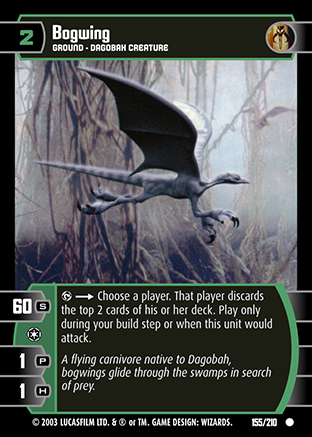 2
Bogwing
GROUND - DAGOBAH CREATURE
60 S
Choose a player. That player discards
the top 2 cards of his or her deck. Play only
during your build step or when this unit would
attack.
1 P
A flying carnivore native to Dagobah,
bogwings glide through the swamps in search
of prey.
1 H
© 2003 LUCASFILM LTD. & ® or TM. GAME DESIGN: WIZARDS.
155/210